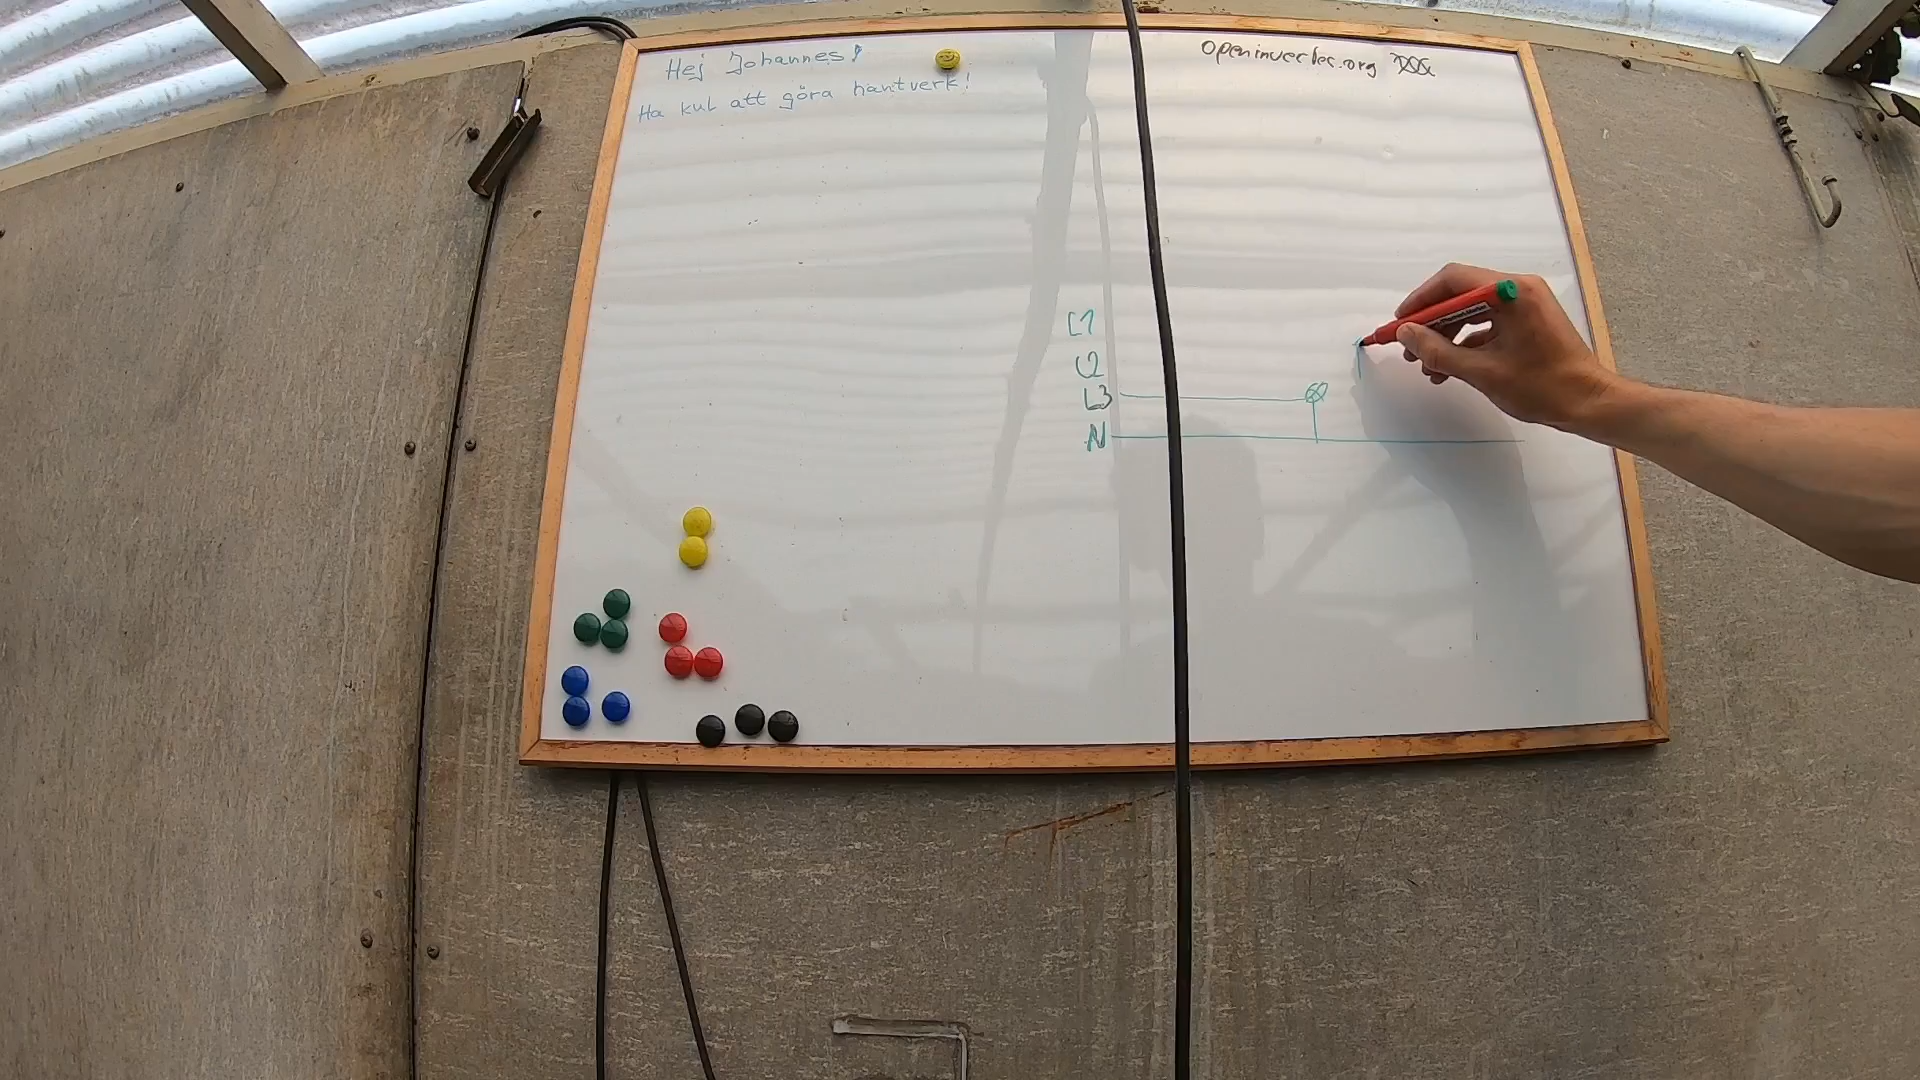 Hej Johannes!
Ha kul att göra hantverk!
openinverter.org
L1
L2
L3
N